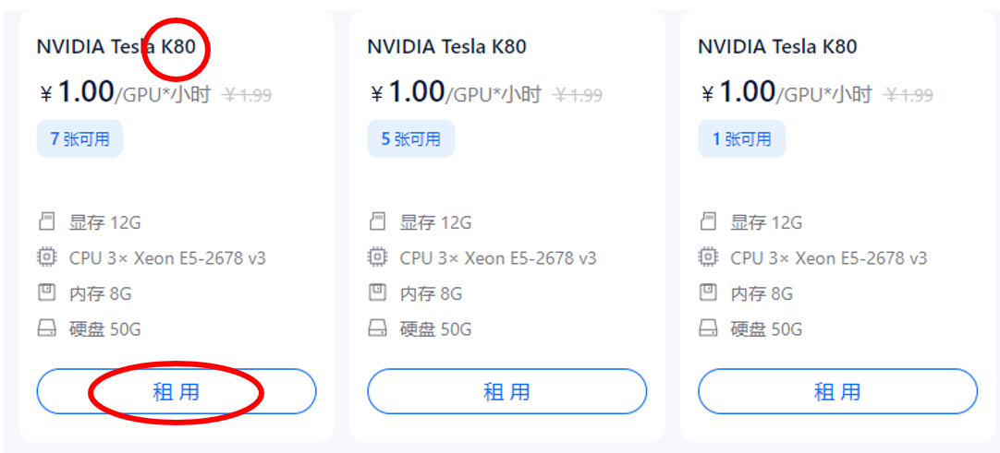 NVIDIA Tesla K80
¥1.00/GPU*小时 ¥1.99
7 张可用
显存 12G
CPU 3× Xeon E5-2678 v3
内存 8G
硬盘 50G
租 用
NVIDIA Tesla K80
¥1.00/GPU*小时 ¥1.99
5 张可用
显存 12G
CPU 3× Xeon E5-2678 v3
内存 8G
硬盘 50G
租 用
NVIDIA Tesla K80
¥1.00/GPU*小时 ¥1.99
1 张可用
显存 12G
CPU 3× Xeon E5-2678 v3
内存 8G
硬盘 50G
租 用